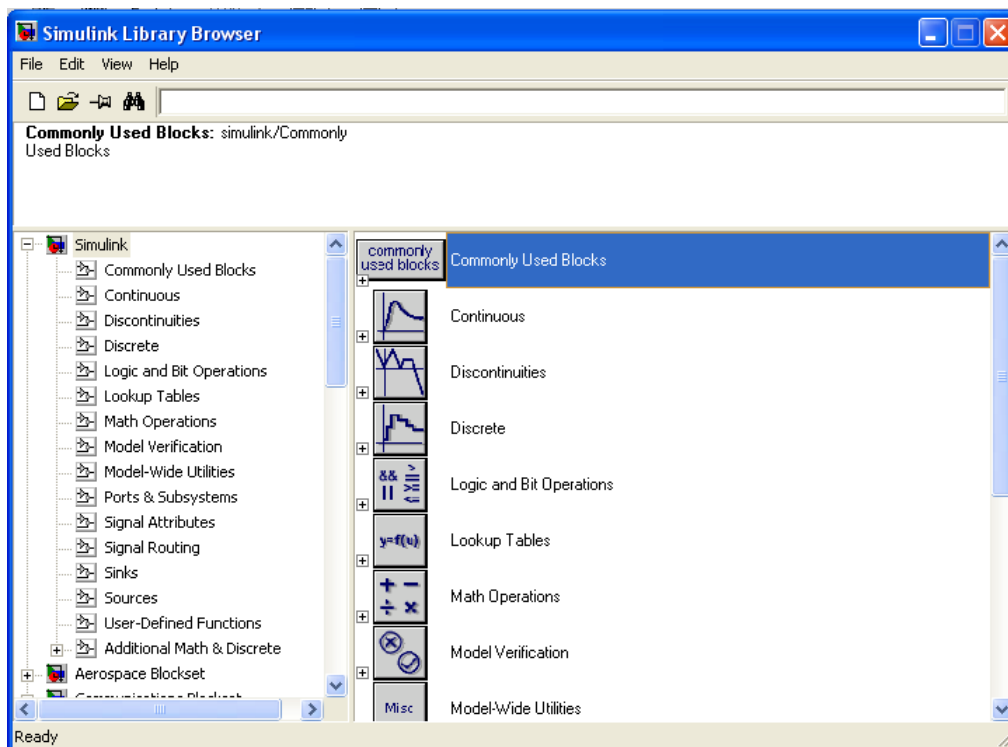 Simulink Library Browser
File Edit View Help
Commonly Used Blocks: simulink/Commonly
Used Blocks
Simulink
Commonly Used Blocks
Continuous
Discontinuities
Discrete
Logic and Bit Operations
Lookup Tables
Math Operations
Model Verification
Model-Wide Utilities
Ports & Subsystems
Signal Attributes
Signal Routing
Sinks
Sources
User-Defined Functions
Additional Math & Discrete
Aerospace Blockset
commonly
used blocks
Commonly Used Blocks
Continuous
Discontinuities
Discrete
&& >=
|| <=
Logic and Bit Operations
y=f(u)
Lookup Tables
+ −
÷ ×
Math Operations
Model Verification
Misc
Model-Wide Utilities
Ready